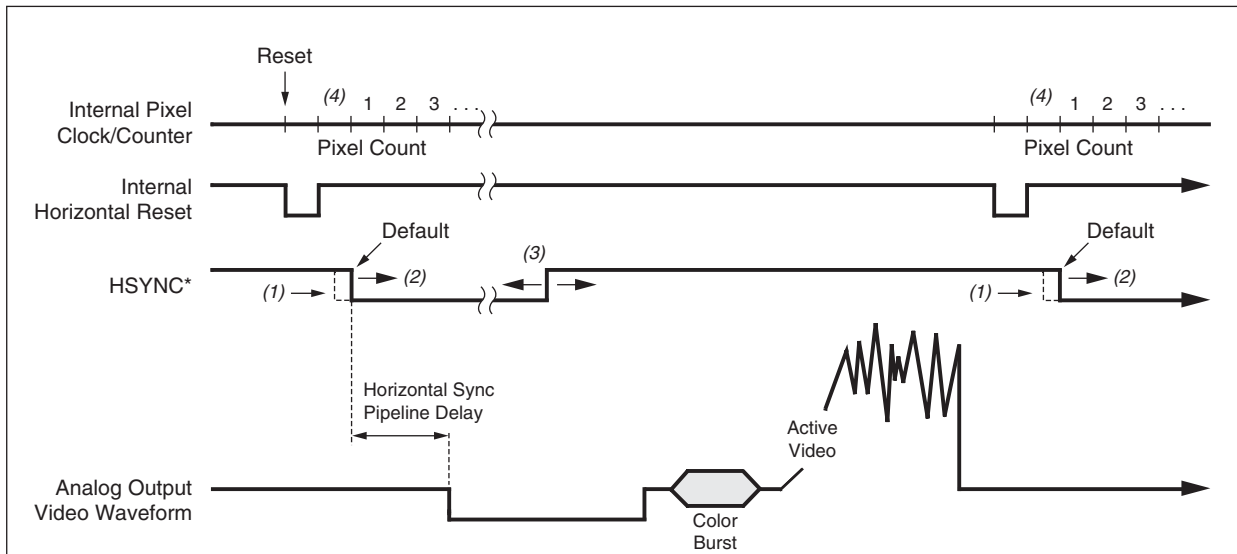 Reset
Internal Pixel
Clock/Counter
(4) 1 2 3 . . .
Pixel Count
(4) 1 2 3 . . .
Pixel Count
Internal
Horizontal Reset
HSYNC*
Default
(1)
(2)
(3)
Default
(1)
(2)
Horizontal Sync
Pipeline Delay
Active
Video
Analog Output
Video Waveform
Color
Burst